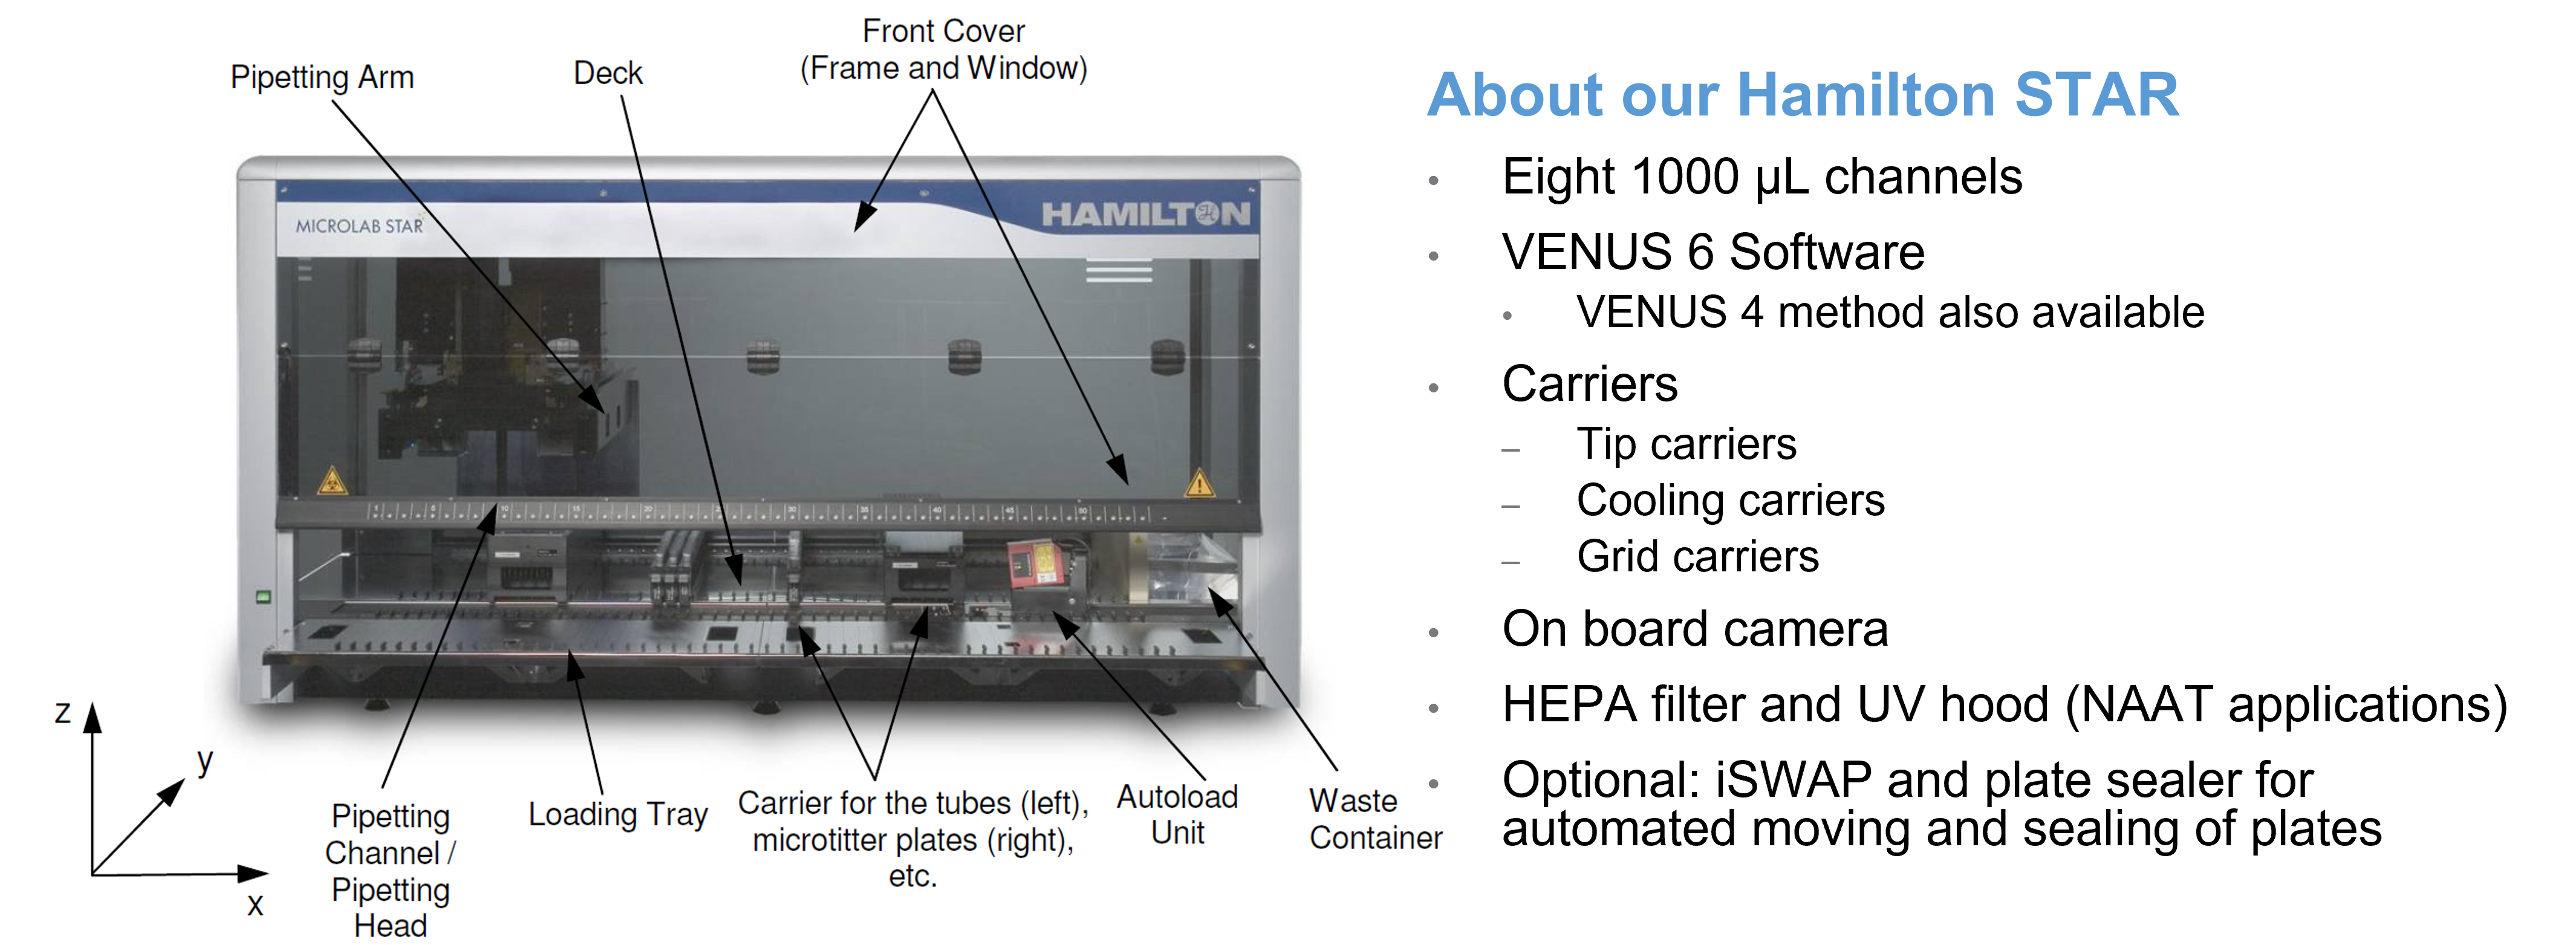 Front Cover
(Frame and Window)
Pipetting Arm
Deck
MICROLAB STAR
HAMILTON
z
y
x
Pipetting
Channel /
Pipetting
Head
Loading Tray
Carrier for the tubes (left),
microtitter plates (right),
etc.
Autoload
Unit
Waste
Container
About our Hamilton STAR
• Eight 1000 µL channels
• VENUS 6 Software
• VENUS 4 method also available
• Carriers
– Tip carriers
– Cooling carriers
– Grid carriers
• On board camera
• HEPA filter and UV hood (NAAT applications)
• Optional: iSWAP and plate sealer for
automated moving and sealing of plates